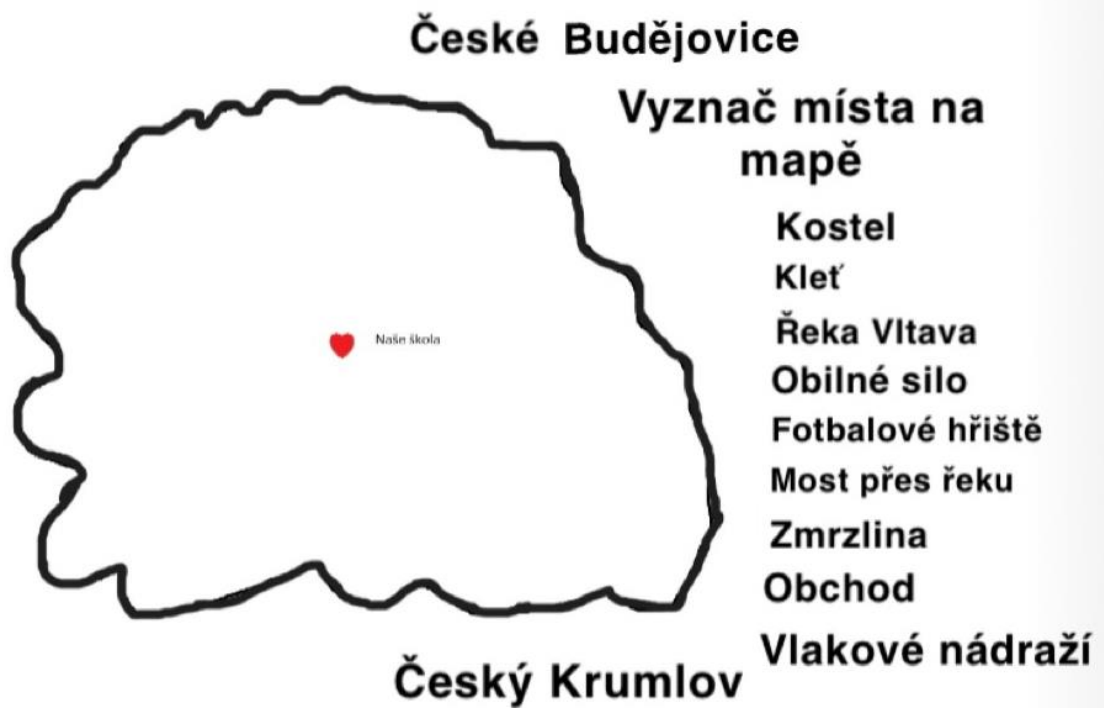 České Budějovice
Vyznač místa na
mapě
Kostel
Kleť
Řeka Vltava
Naše škola
Obilné silo
Fotbalové hřiště
Most přes řeku
Zmrzlina
Obchod
Vlakové nádraží
Český Krumlov